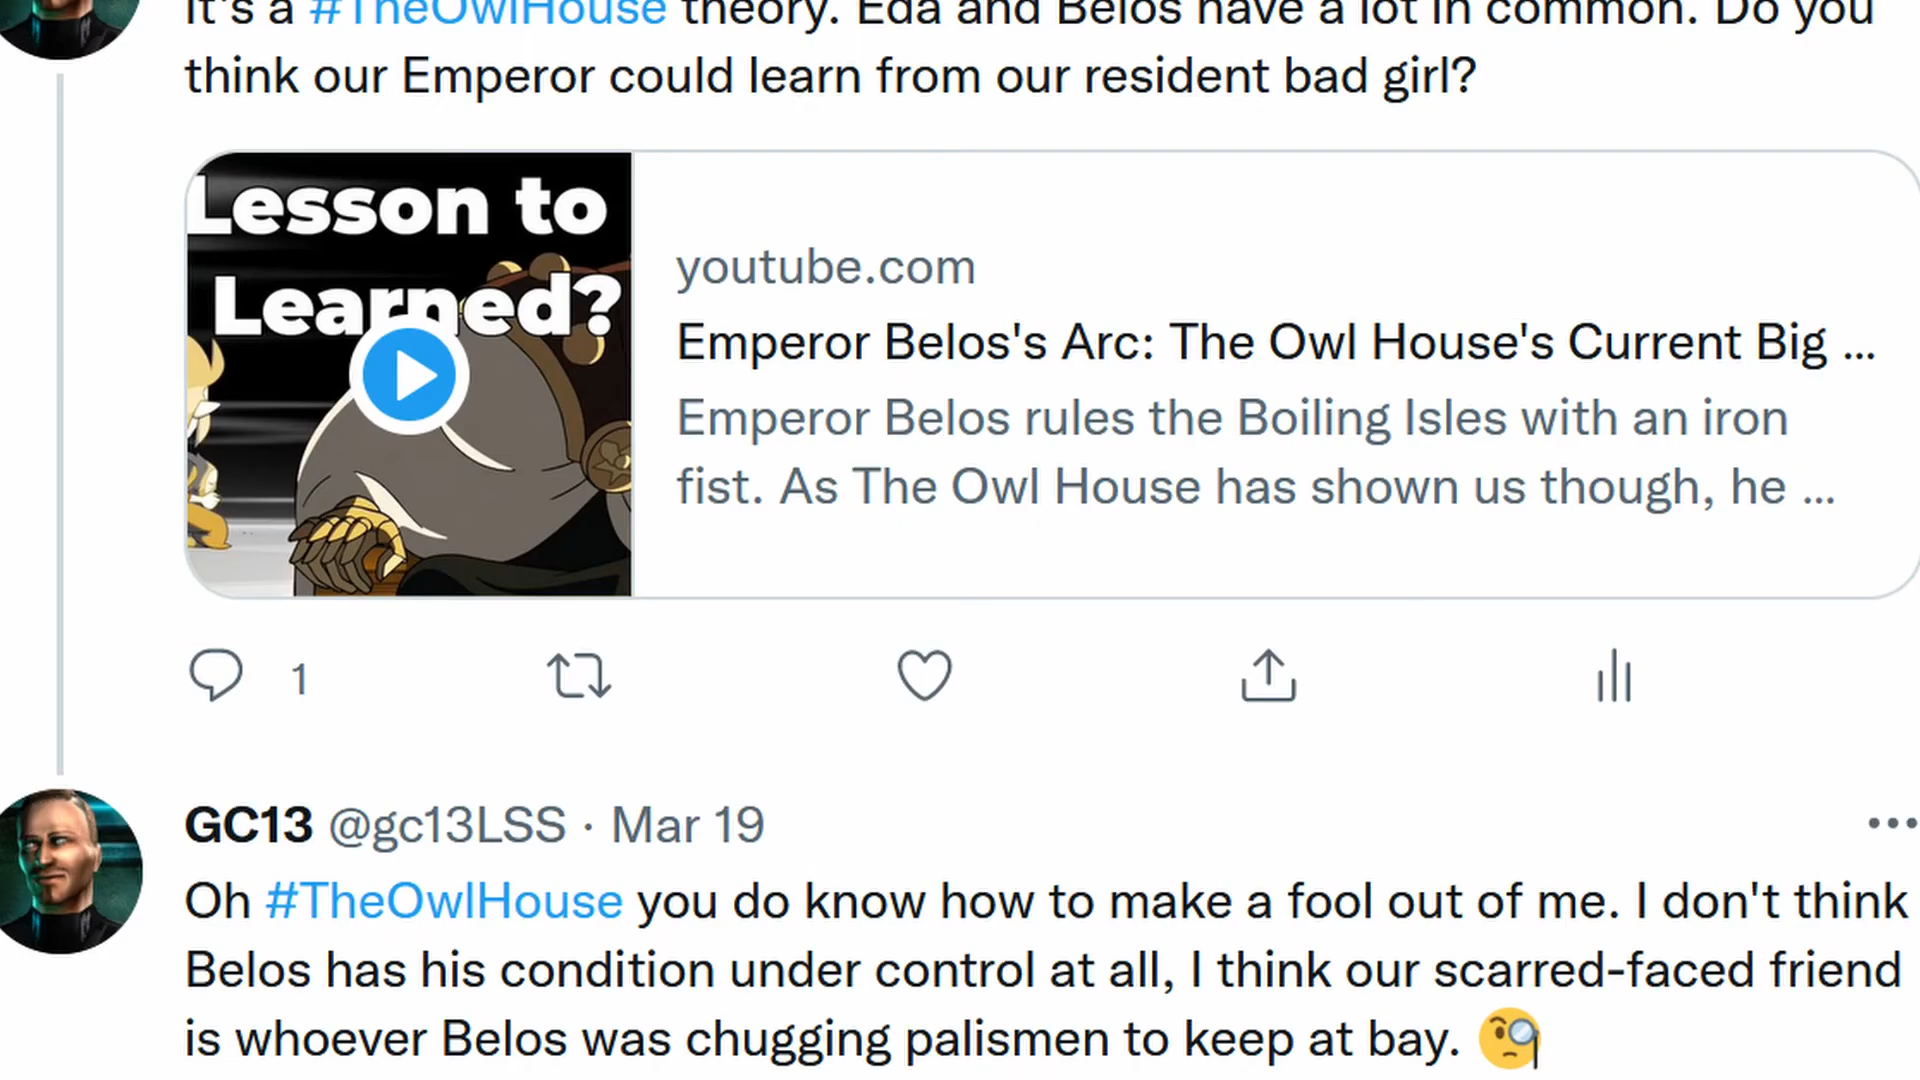 It's a #TheOwlHouse theory. Eda and Belos have a lot in common. Do you
think our Emperor could learn from our resident bad girl?
Lesson to
Learned?
youtube.com
Emperor Belos's Arc: The Owl House's Current Big ...
Emperor Belos rules the Boiling Isles with an iron
fist. As The Owl House has shown us though, he ...
1
GC13 @gc13LSS · Mar 19
Oh #TheOwlHouse you do know how to make a fool out of me. I don't think
Belos has his condition under control at all, I think our scarred-faced friend
is whoever Belos was chugging palismen to keep at bay. 🧐